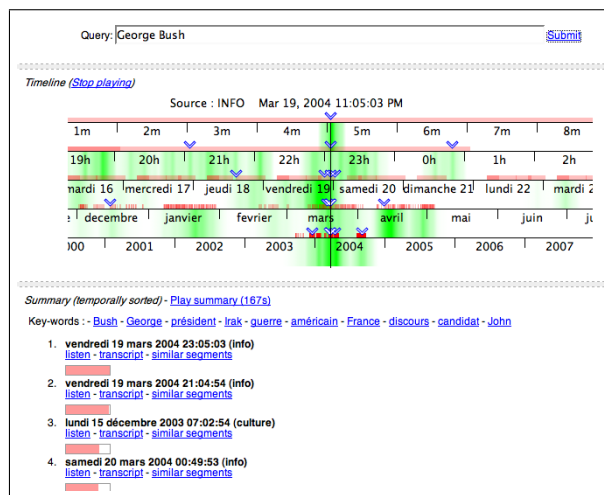 Query: George Bush Submit
Timeline (Stop playing)
Source : INFO Mar 19, 2004 11:05:03 PM
1m 2m 3m 4m 5m 6m 7m 8m
19h 20h 21h 22h 23h 0h 1h 2h
mardi 16 mercredi 17 jeudi 18 vendredi 19 samedi 20 dimanche 21 lundi 22 mardi 2
e decembre janvier fevrier mars avril mai juin ju
00 2001 2002 2003 2004 2005 2006 2007
Summary (temporally sorted) - Play summary (167s)
Key-words : - Bush - George - président - Irak - guerre - américain - France - discours - candidat - John
1. vendredi 19 mars 2004 23:05:03 (info)
listen - transcript - similar segments
2. vendredi 19 mars 2004 21:04:54 (info)
listen - transcript - similar segments
3. lundi 15 décembre 2003 07:02:54 (culture)
listen - transcript - similar segments
4. samedi 20 mars 2004 00:49:53 (info)
listen - transcript - similar segments